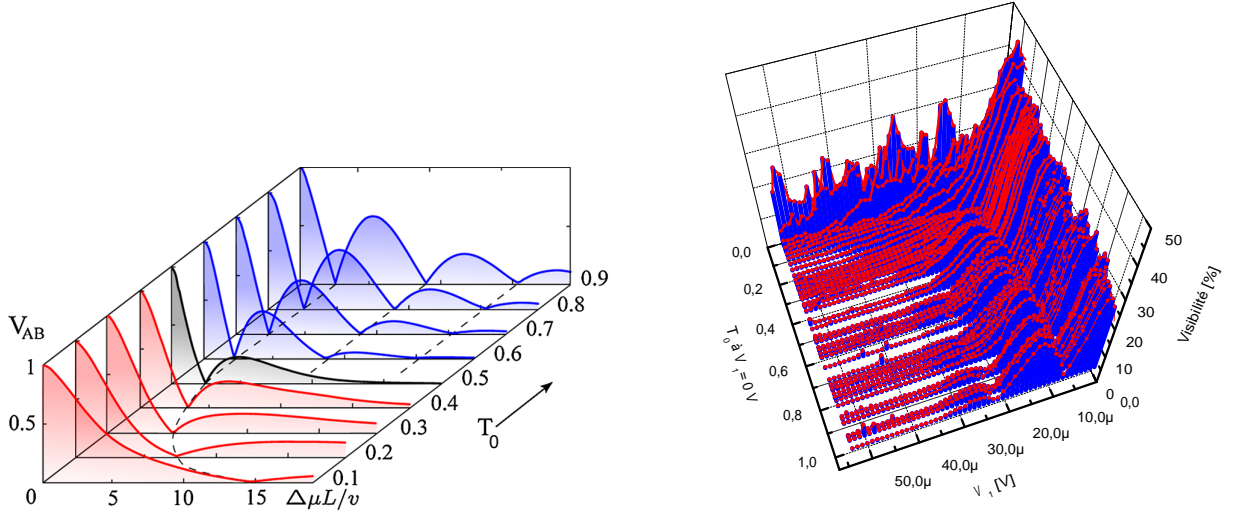 V_AB
1
0.5
0
5
10
15
ΔμL/v
0.1
0.2
0.3
0.4
0.5
0.6
0.7
0.8
0.9
T_0
0,0
0,2
0,4
0,6
0,8
1,0
T_0 à V_1 = 0 V
50,0µ
40,0µ
30,0µ
20,0µ
10,0µ
0,0
V_1 [V]
0
10
20
30
40
50
Visibilité [%]